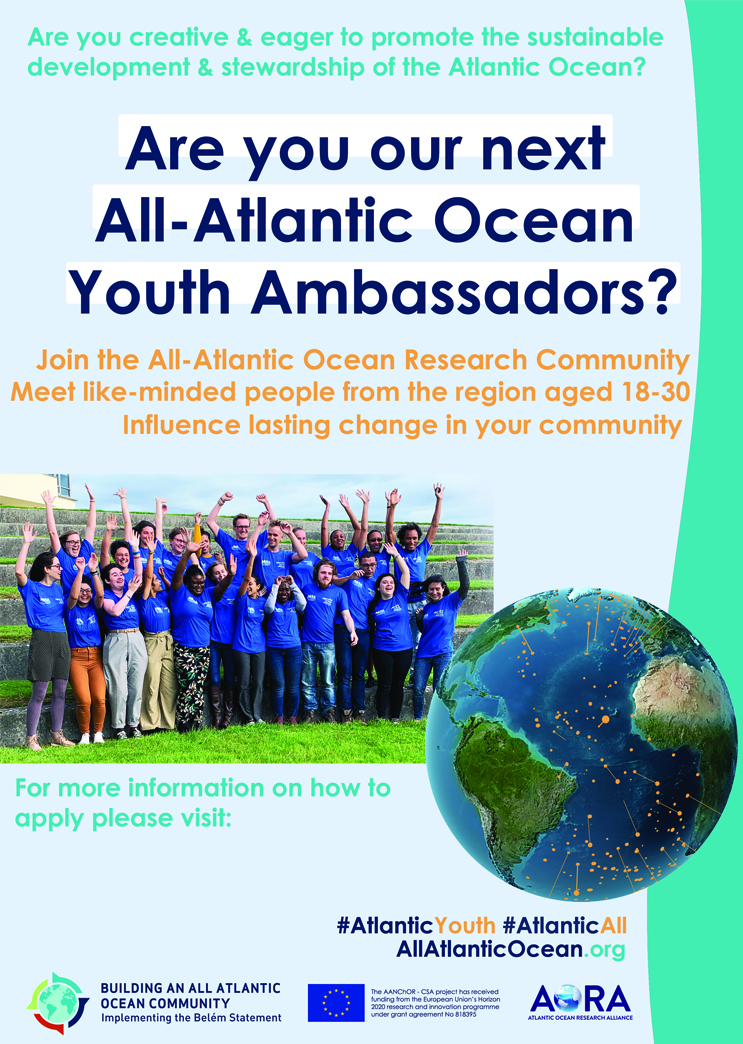 Are you creative & eager to promote the sustainable
development & stewardship of the Atlantic Ocean?
Are you our next
All-Atlantic Ocean
Youth Ambassadors?
Join the All-Atlantic Ocean Research Community
Meet like-minded people from the region aged 18-30
Influence lasting change in your community
For more information on how to
apply please visit:
#AtlanticYouth #AtlanticAll
AllAtlanticOcean.org
BUILDING AN ALL ATLANTIC
OCEAN COMMUNITY
Implementing the Belém Statement
The AANChOR - CSA project has received
funding from the European Union's Horizon
2020 research and innovation programme
under grant agreement No 818395
AORA
ATLANTIC OCEAN RESEARCH ALLIANCE